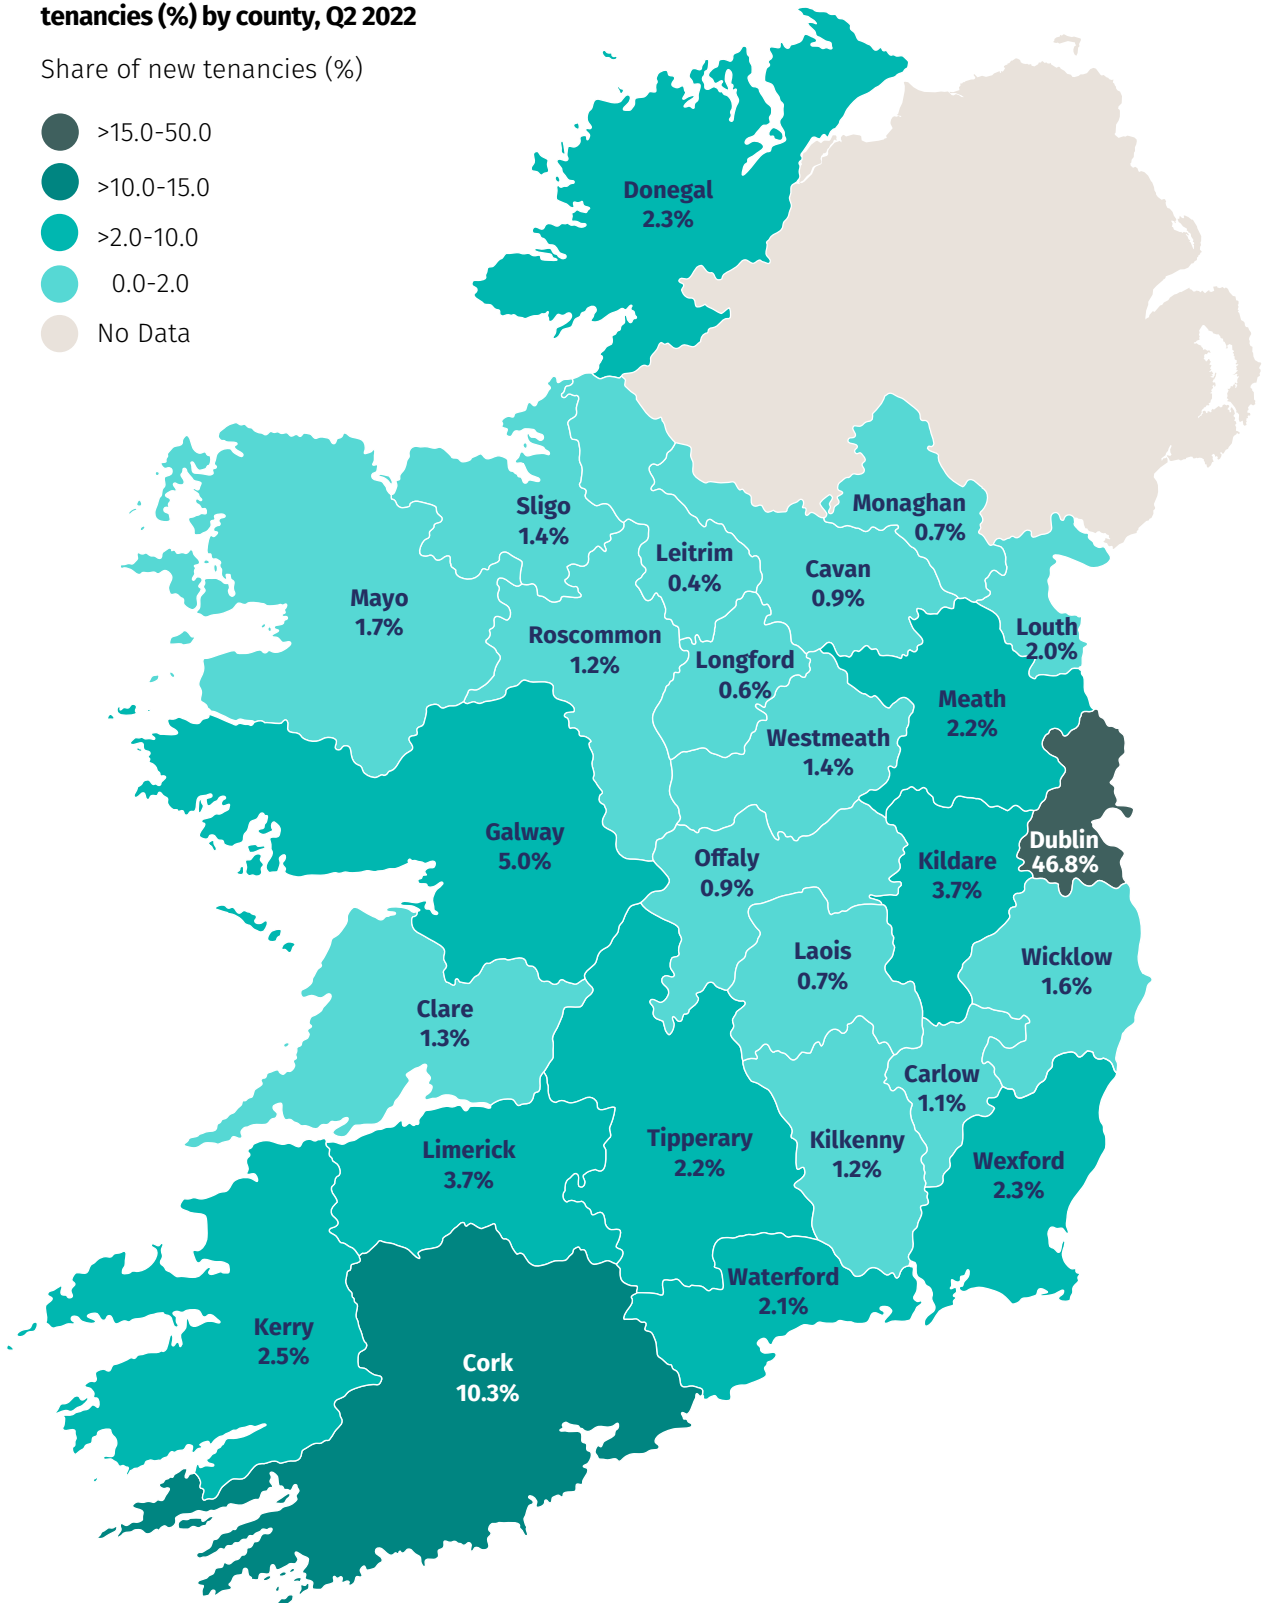 tenancies (%) by county, Q2 2022
Share of new tenancies (%)
>15.0-50.0
>10.0-15.0
>2.0-10.0
0.0-2.0
No Data
Donegal
2.3%
Monaghan
0.7%
Sligo
1.4%
Leitrim
0.4%
Cavan
0.9%
Mayo
1.7%
Roscommon
1.2%
Louth
2.0%
Longford
0.6%
Meath
2.2%
Westmeath
1.4%
Galway
5.0%
Offaly
0.9%
Kildare
3.7%
Dublin
46.8%
Laois
0.7%
Wicklow
1.6%
Clare
1.3%
Carlow
1.1%
Limerick
3.7%
Tipperary
2.2%
Kilkenny
1.2%
Wexford
2.3%
Waterford
2.1%
Kerry
2.5%
Cork
10.3%